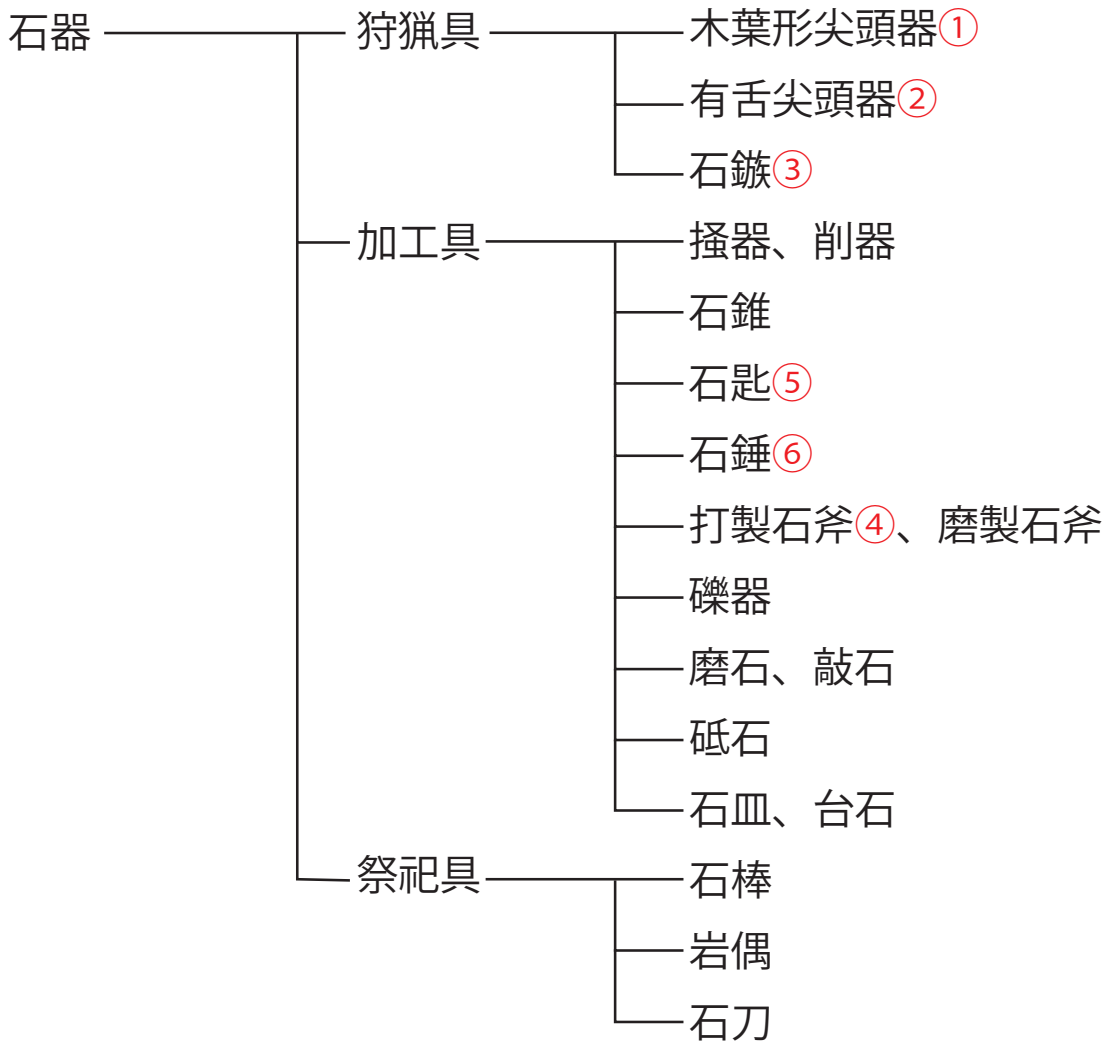 石器
狩猟具
木葉形尖頭器①
有舌尖頭器②
石鏃③
加工具
掻器、削器
石錐
石匙⑤
石錘⑥
打製石斧④、磨製石斧
礫器
磨石、敲石
砥石
石皿、台石
祭祀具
石棒
岩偶
石刀